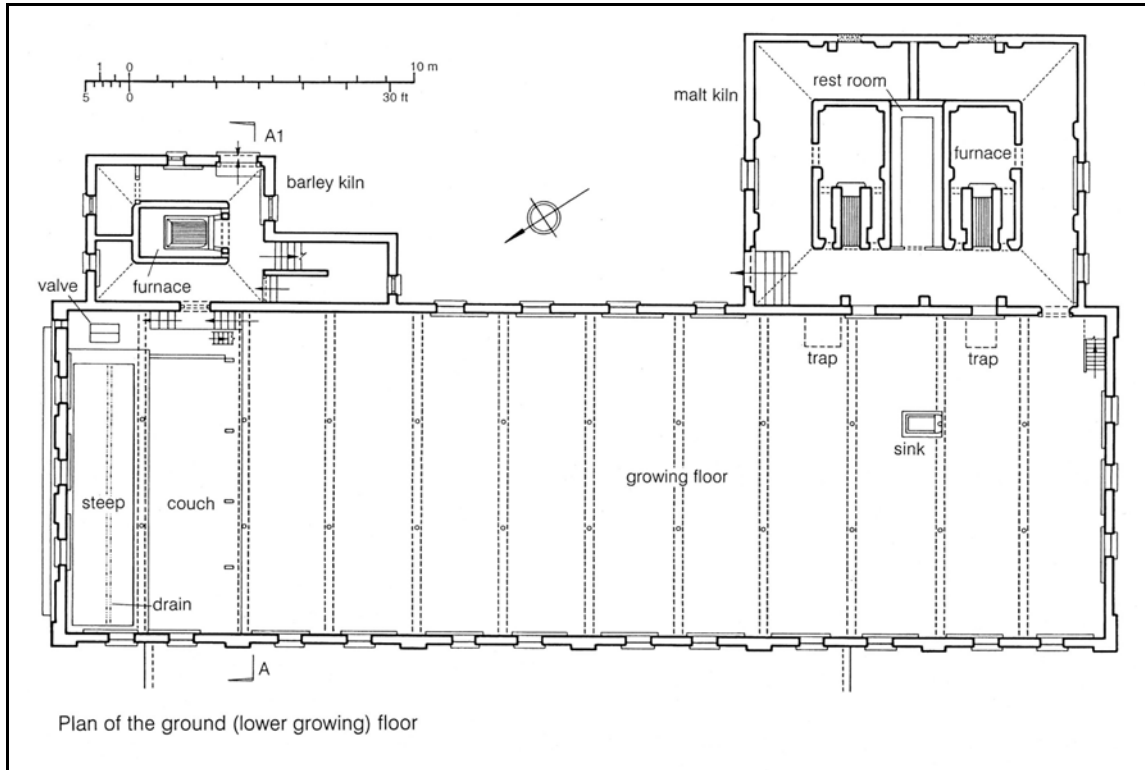 1 0 10 m
5 0 30 ft
A1
malt kiln
rest room
furnace
barley kiln
furnace
valve
trap
trap
sink
growing floor
steep
couch
drain
A
Plan of the ground (lower growing) floor